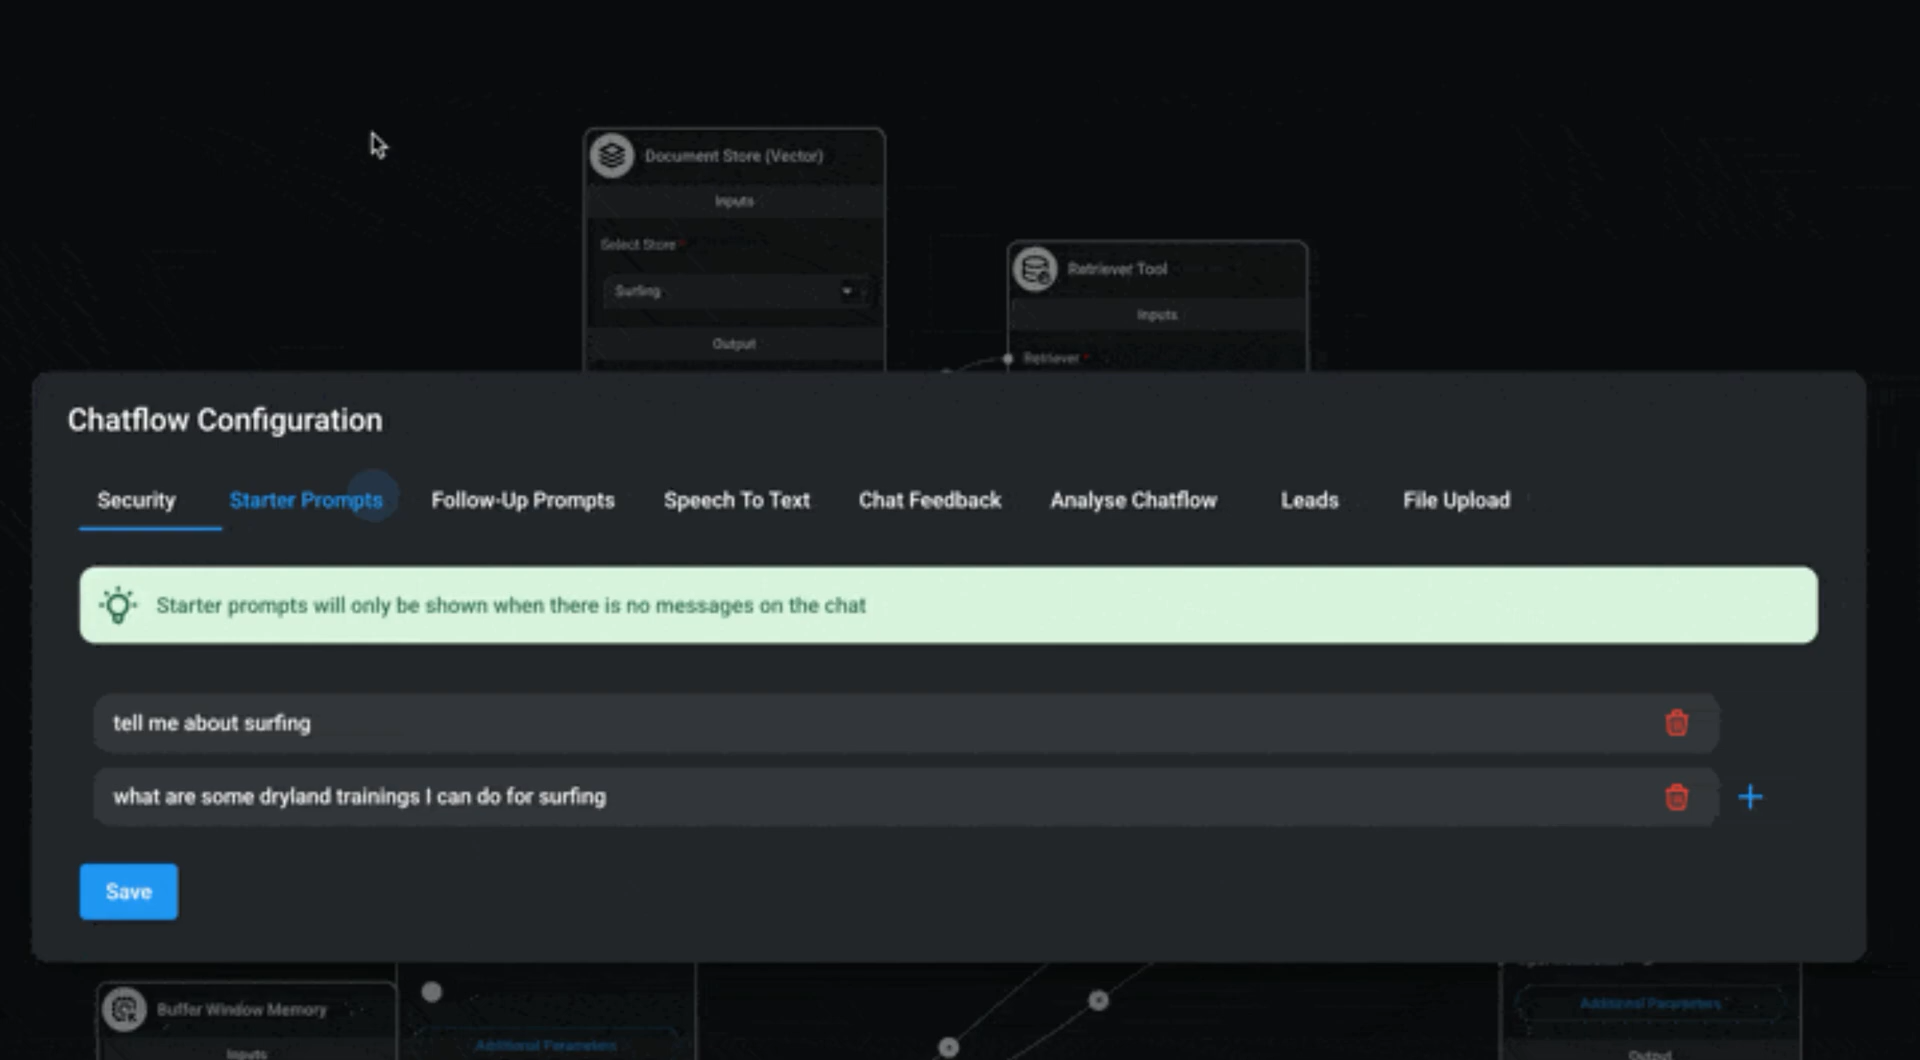 Document Store (Vector)
Inputs
Select Store *
Surfing
Output
Retriever Tool
Inputs
Retriever *
Chatflow Configuration
Security Starter Prompts Follow-Up Prompts Speech To Text Chat Feedback Analyse Chatflow Leads File Upload
Starter prompts will only be shown when there is no messages on the chat
tell me about surfing
what are some dryland trainings I can do for surfing
Save
Buffer Window Memory
Inputs
Additional Parameters
Additional Parameters
Output